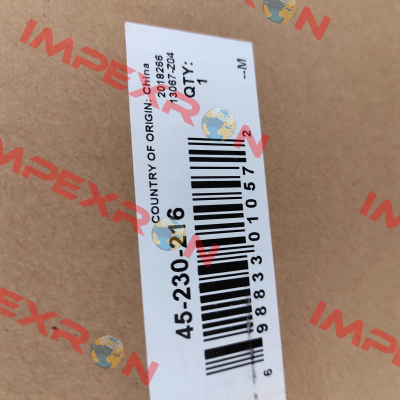 COUNTRY OF ORIGIN: China
2018266
13067-Z04
QTY:
1
--M
45-230-216
6 98833 01057 2
IMPEXRON
IMPEXRON
IMPEXRON
IMPEXRON